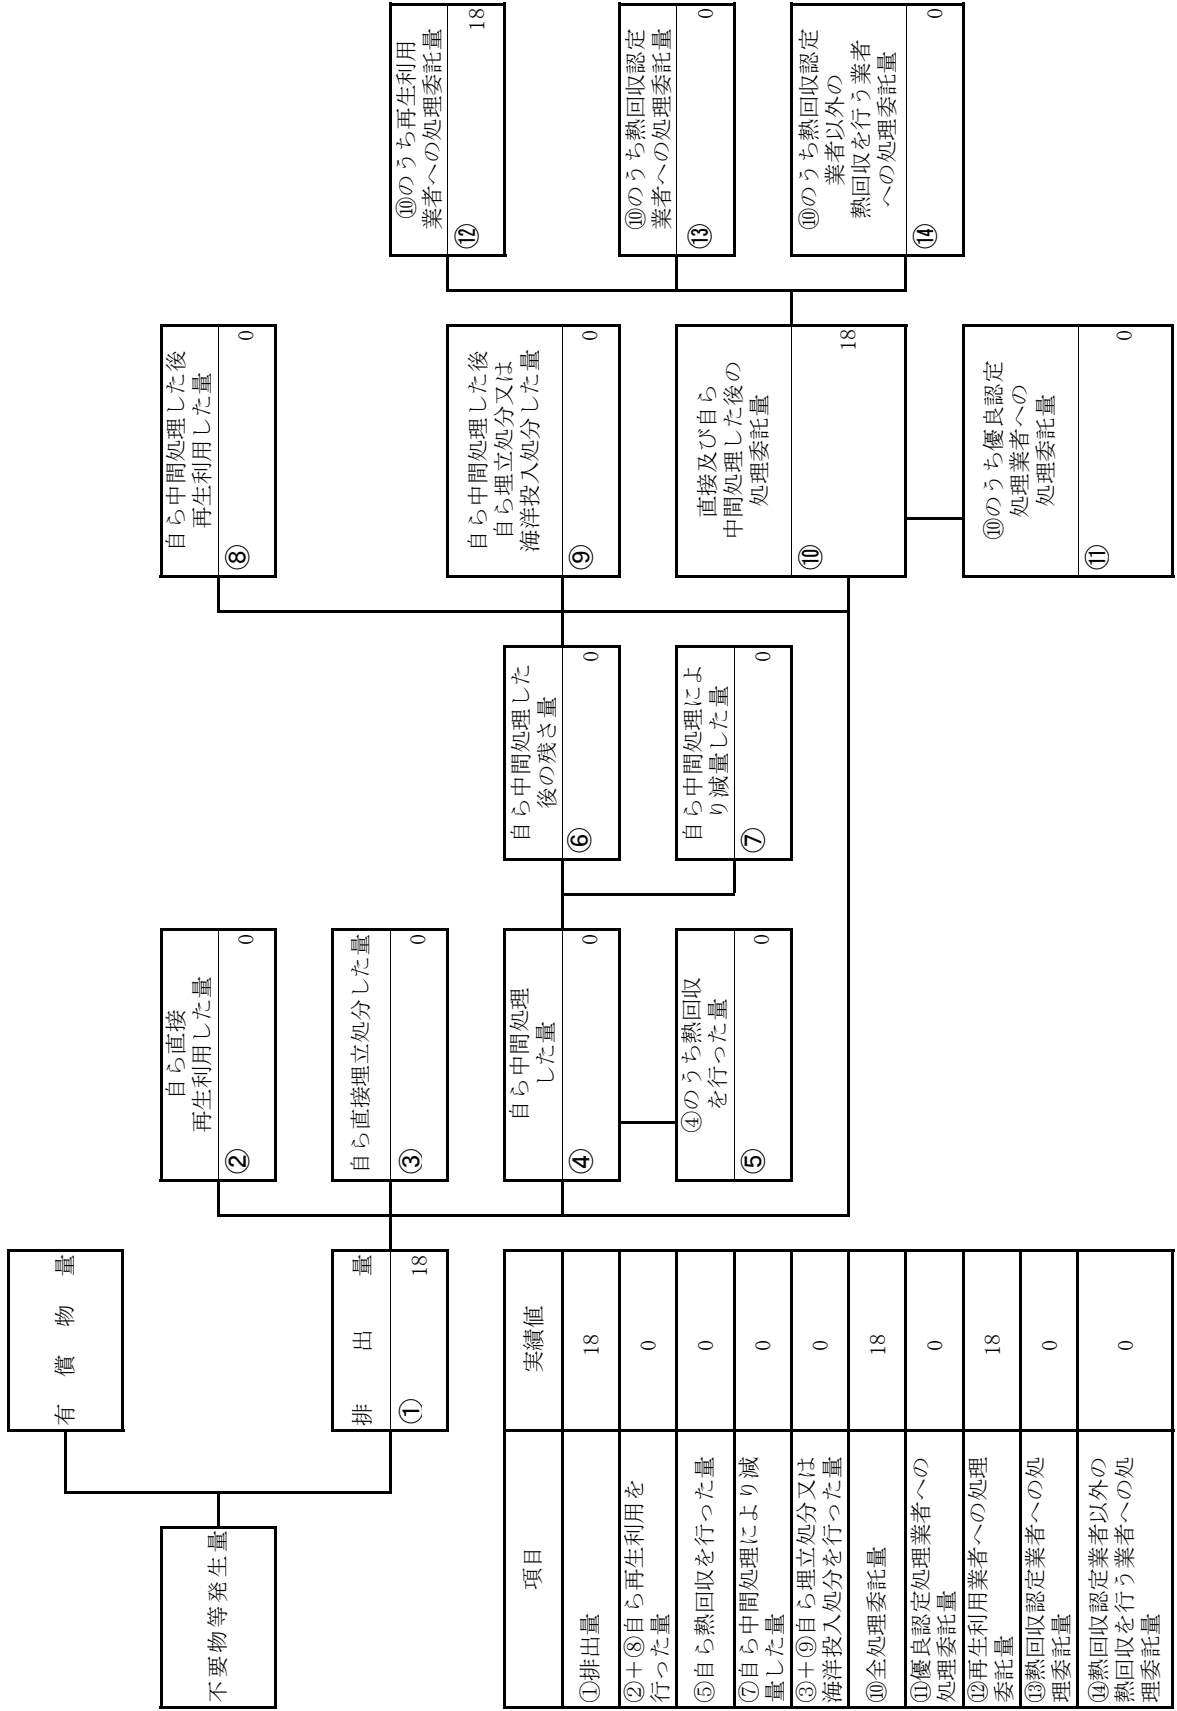 不要物等発生量
有償物量
排出量
① 18
自ら直接
再生利用した量
② 0
自ら直接埋立処分した量
③ 0
自ら中間処理
した量
④ 0
④のうち熱回収
を行った量
⑤ 0
自ら中間処理した
後の残さ量
⑥ 0
自ら中間処理によ
り減量した量
⑦ 0
自ら中間処理した後
再生利用した量
⑧ 0
自ら中間処理した後
自ら埋立処分又は
海洋投入処分した量
⑨ 0
直接及び自ら
中間処理した後の
処理委託量
⑩ 18
⑩のうち優良認定
処理業者への
処理委託量
⑪ 0
⑩のうち再生利用
業者への処理委託量
⑫ 18
⑩のうち熱回収認定
業者への処理委託量
⑬ 0
⑩のうち熱回収認定
業者以外の
熱回収を行う業者
への処理委託量
⑭ 0
項目 実績値
①排出量 18
②+⑧自ら再生利用を
行った量 0
⑤自ら熱回収を行った量 0
⑦自ら中間処理により減
量した量 0
③+⑨自ら埋立処分又は
海洋投入処分を行った量 0
⑩全処理委託量 18
⑪優良認定処理業者への
処理委託量 0
⑫再生利用業者への処理
委託量 18
⑬熱回収認定業者への処
理委託量 0
⑭熱回収認定業者以外の
熱回収を行う業者への処
理委託量 0